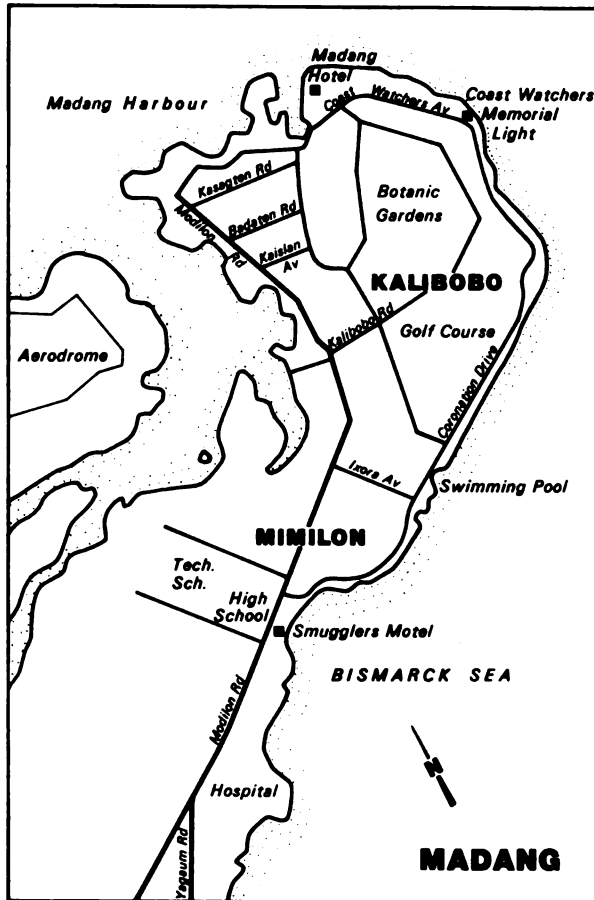 Madang
Hotel
Madang Harbour
Coast Watchers Av
Coast Watchers
Memorial
Light
Kasagten Rd
Modilon Rd
Badaten Rd
Kaislan
Av
Botanic
Gardens
KALIBOBO
Kalibobo Rd
Golf Course
Aerodrome
Coronation Drive
Ixora Av
Swimming Pool
MIMILON
Tech.
Sch.
High
School
Smugglers Motel
BISMARCK SEA
Modilon Rd
N
Hospital
Yagaum Rd
MADANG